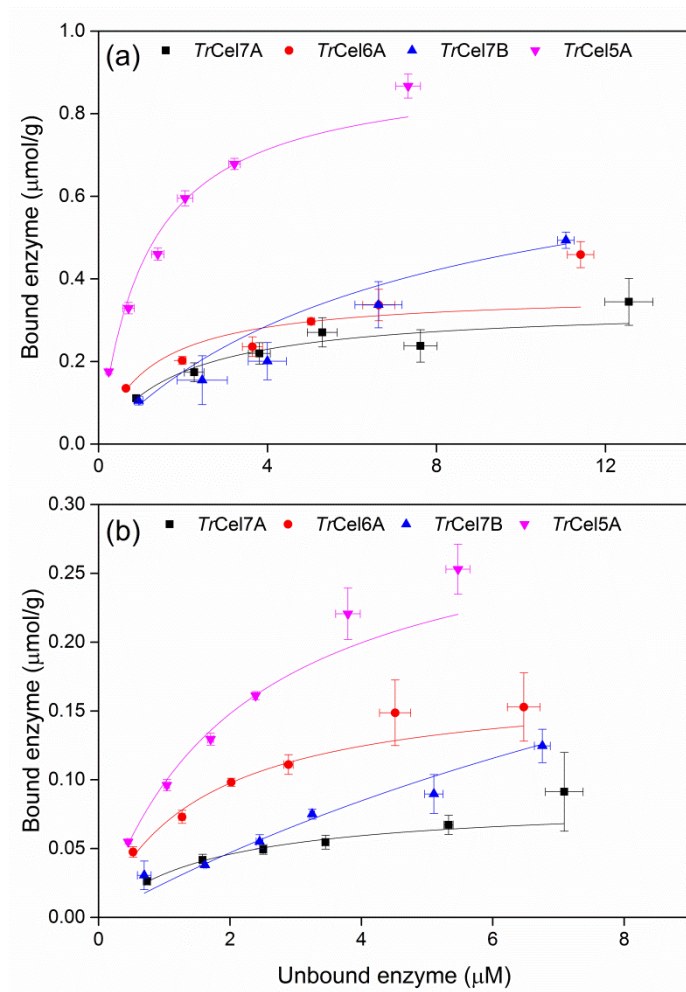 (a) TrCel7A TrCel6A TrCel7B TrCel5A
1.0
0.8
0.6
0.4
0.2
0.0
Bound enzyme (μmol/g)
0 4 8 12
(b) TrCel7A TrCel6A TrCel7B TrCel5A
0.30
0.25
0.20
0.15
0.10
0.05
0.00
Bound enzyme (μmol/g)
0 2 4 6 8
Unbound enzyme (μM)